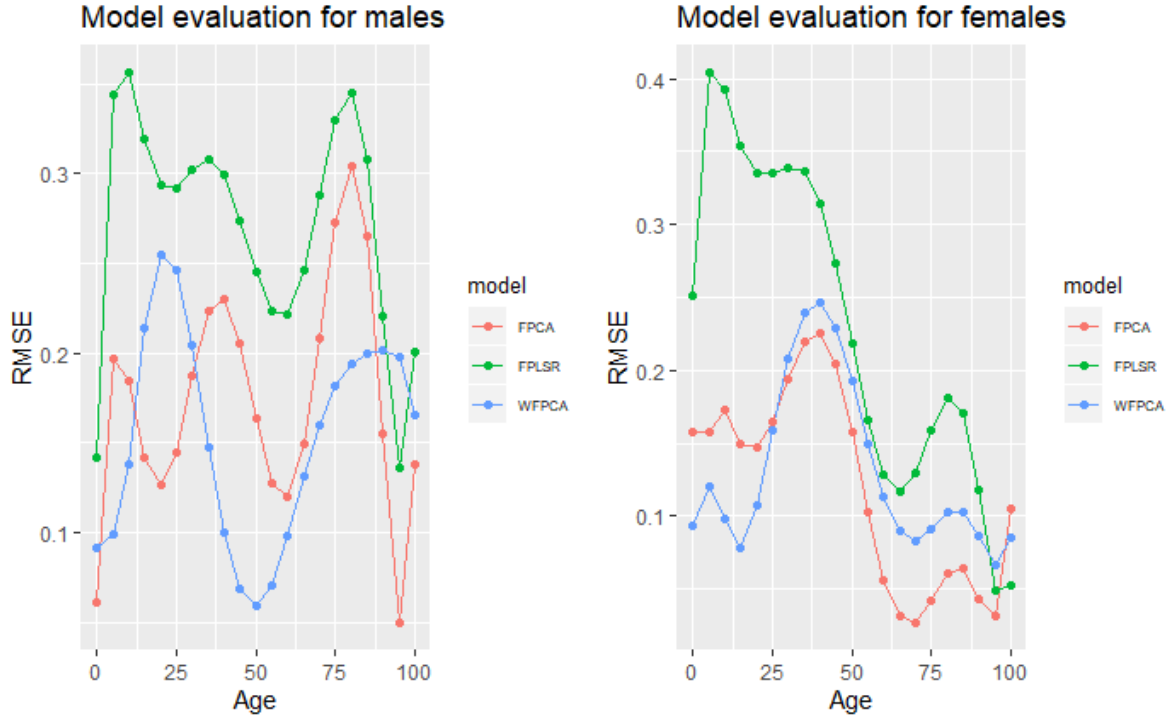 Model evaluation for males
RMSE
0.3
0.2
0.1
0 25 50 75 100
Age
model
FPCA
FPLSR
WFPCA
Model evaluation for females
RMSE
0.4
0.3
0.2
0.1
0 25 50 75 100
Age
model
FPCA
FPLSR
WFPCA